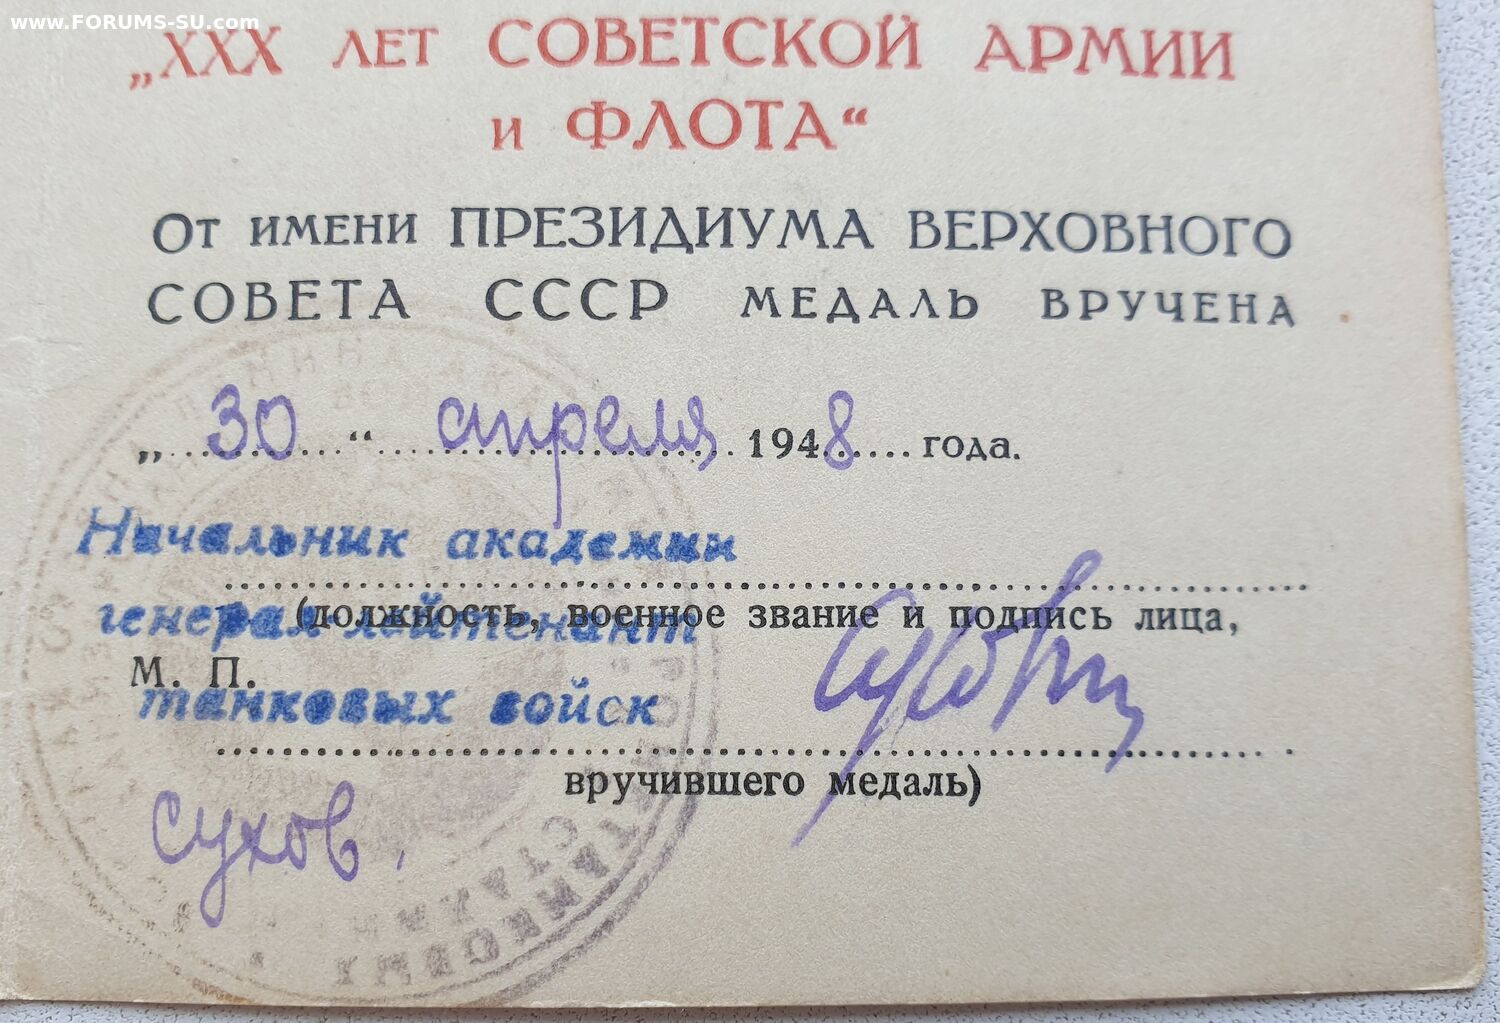 www.FORUMS-SU.com
„XXX ЛЕТ СОВЕТСКОЙ АРМИИ
и ФЛОТА“
От имени ПРЕЗИДИУМА ВЕРХОВНОГО
СОВЕТА СССР МЕДАЛЬ ВРУЧЕНА
„30“ апреля 1948 года.
Начальник академии
(должность, военное звание и подпись лица,
генерал-лейтенант
М. П.
танковых войск
вручившего медаль)
Сухов.